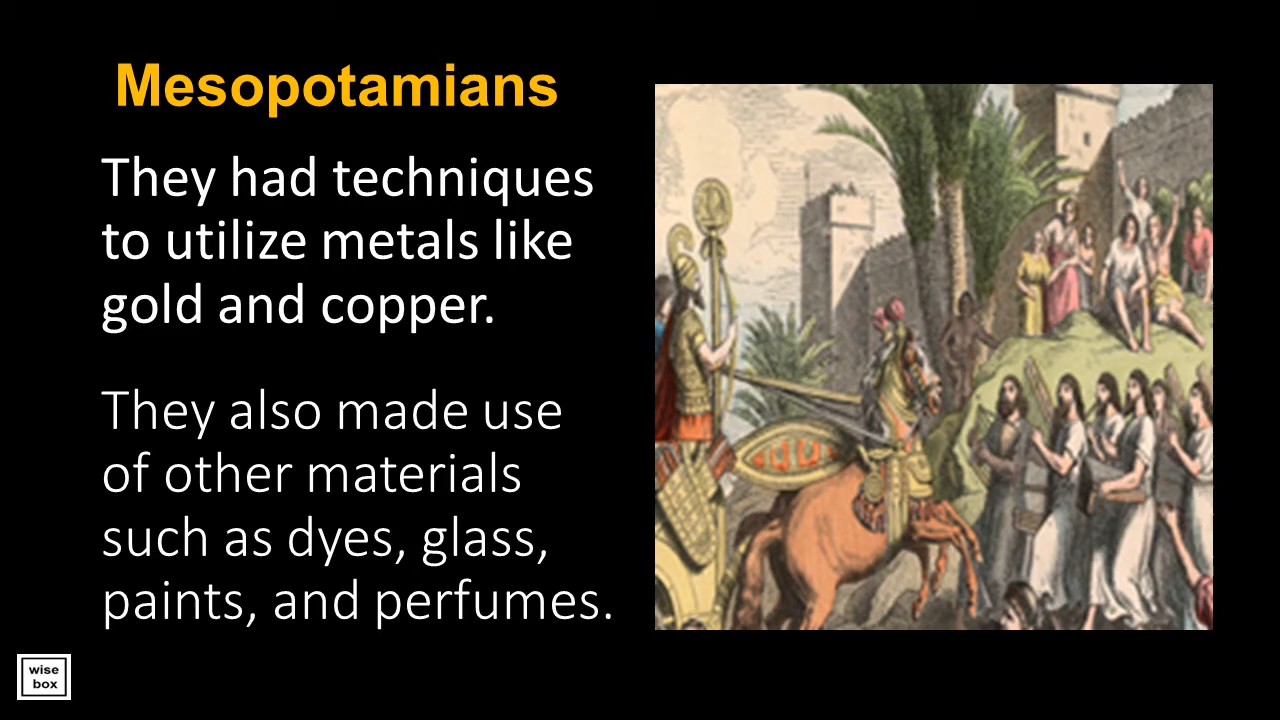 Mesopotamians
They had techniques
to utilize metals like
gold and copper.
They also made use
of other materials
such as dyes, glass,
paints, and perfumes.
wise
box